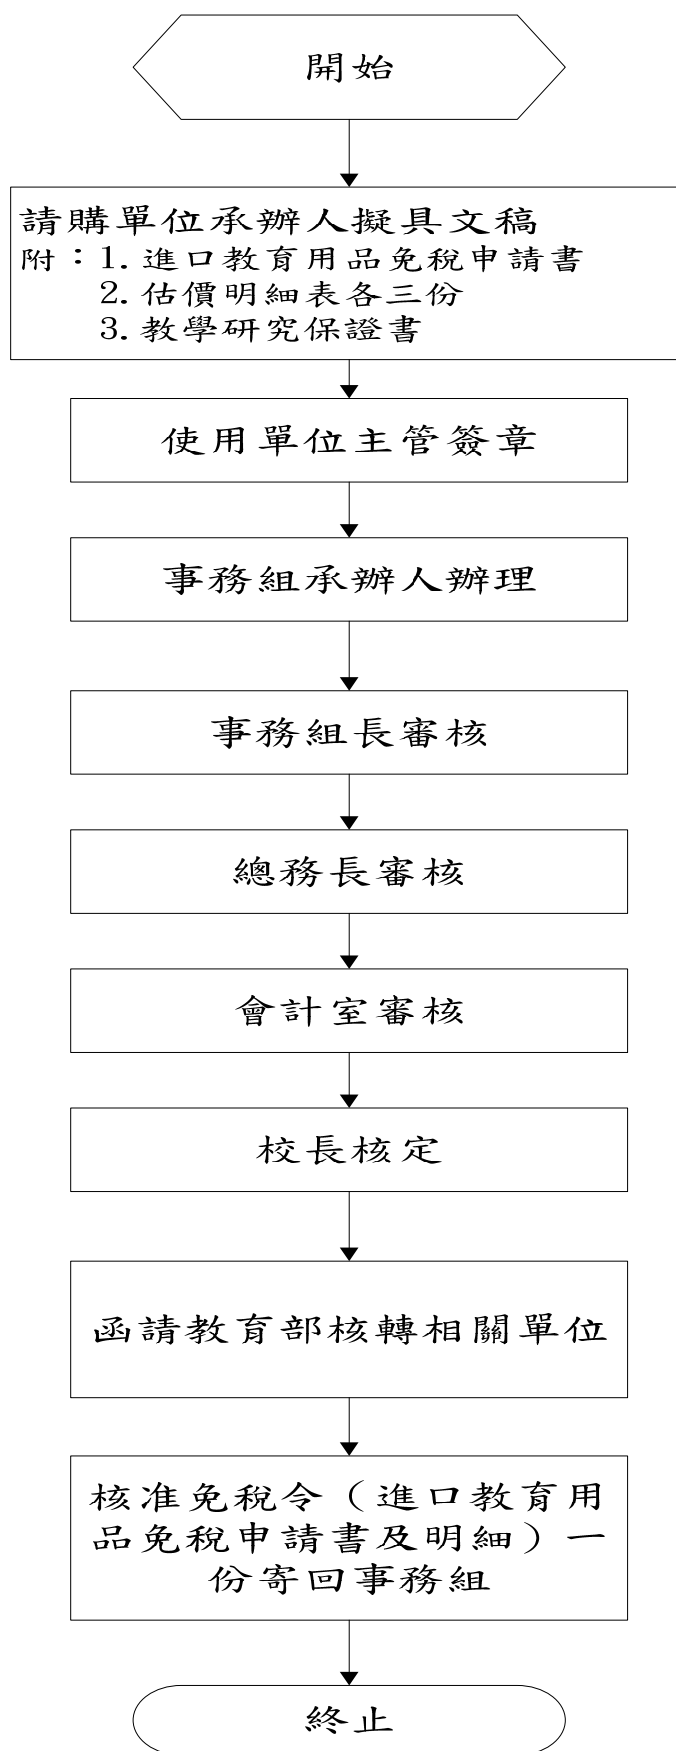 開始
請購單位承辦人擬具文稿
附：1. 進口教育用品免稅申請書
2. 估價明細表各三份
3. 教學研究保證書
使用單位主管簽章
事務組承辦人辦理
事務組長審核
總務長審核
會計室審核
校長核定
函請教育部核轉相關單位
核准免稅令（進口教育用
品免稅申請書及明細）一
份寄回事務組
終止